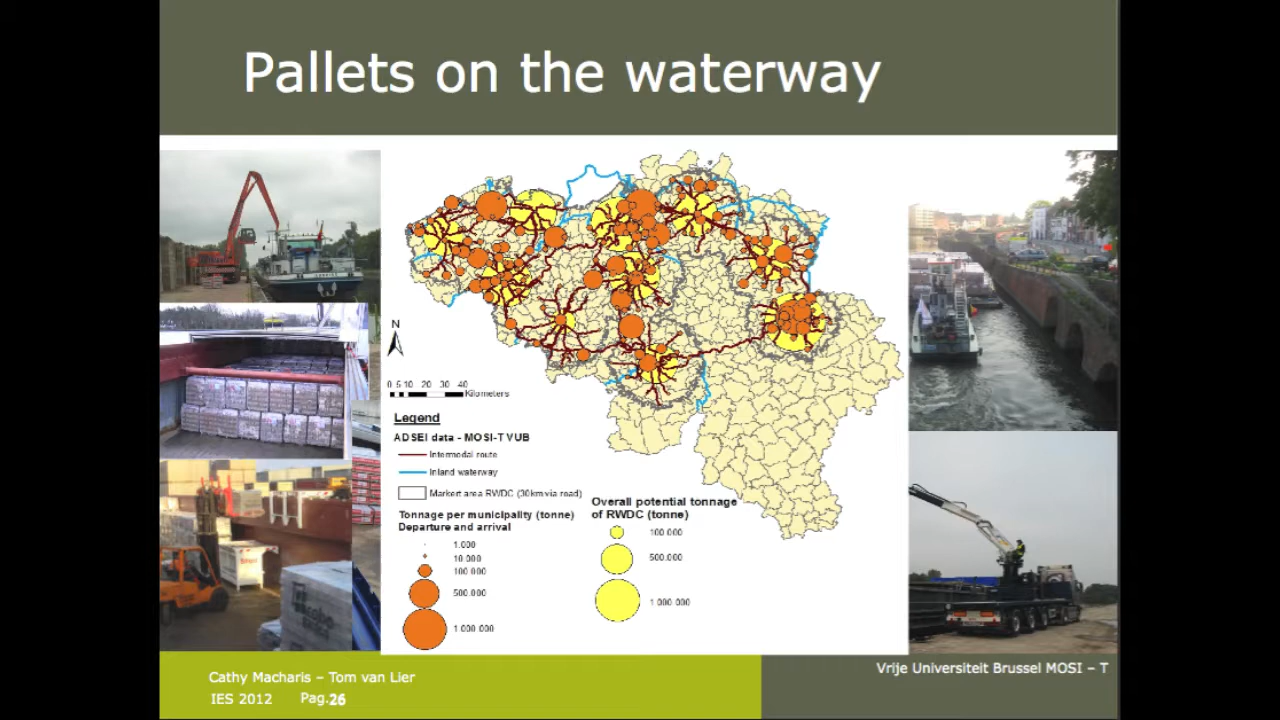 Pallets on the waterway
N
0 5 10 20 30 40
Kilometers
Legend
ADSEI data - MOSI-T VUB
Intermodal route
Inland waterway
Markert area RWDC (30km via road)
Tonnage per municipality (tonne)
Departure and arrival
1.000
10.000
100.000
500.000
1.000.000
Overall potential tonnage
of RWDC (tonne)
100.000
500.000
1.000.000
Cathy Macharis – Tom van Lier
IES 2012 Pag.26
Vrije Universiteit Brussel MOSI – T